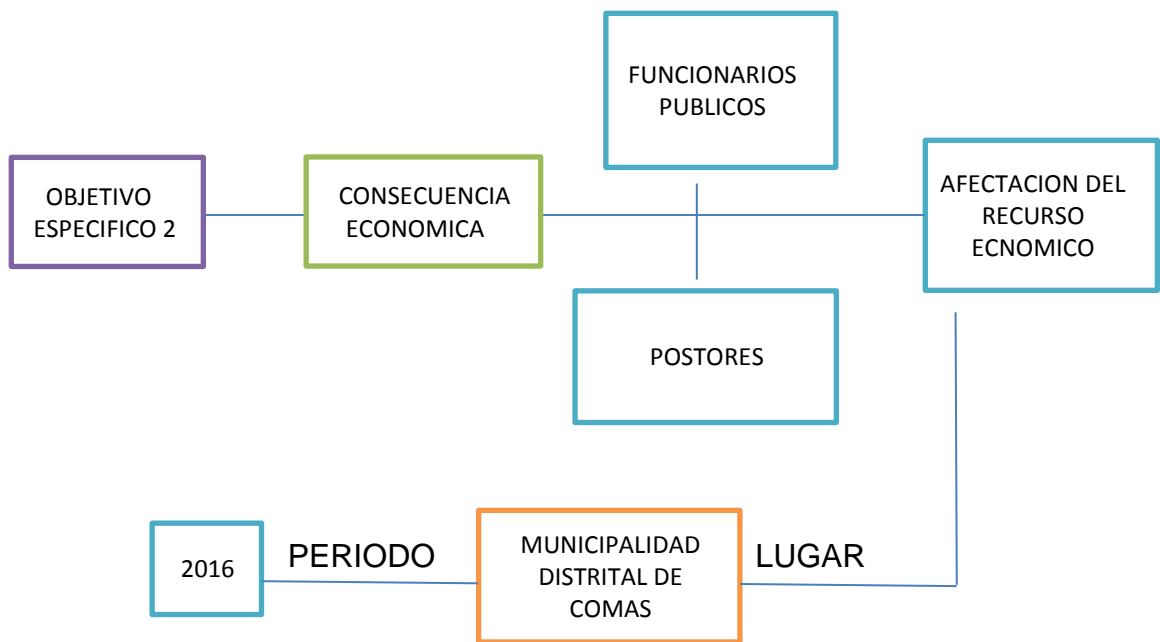 FUNCIONARIOS
PUBLICOS
OBJETIVO
ESPECIFICO 2
CONSECUENCIA
ECONOMICA
AFECTACION DEL
RECURSO
ECNOMICO
POSTORES
2016
PERIODO
MUNICIPALIDAD
DISTRITAL DE
COMAS
LUGAR